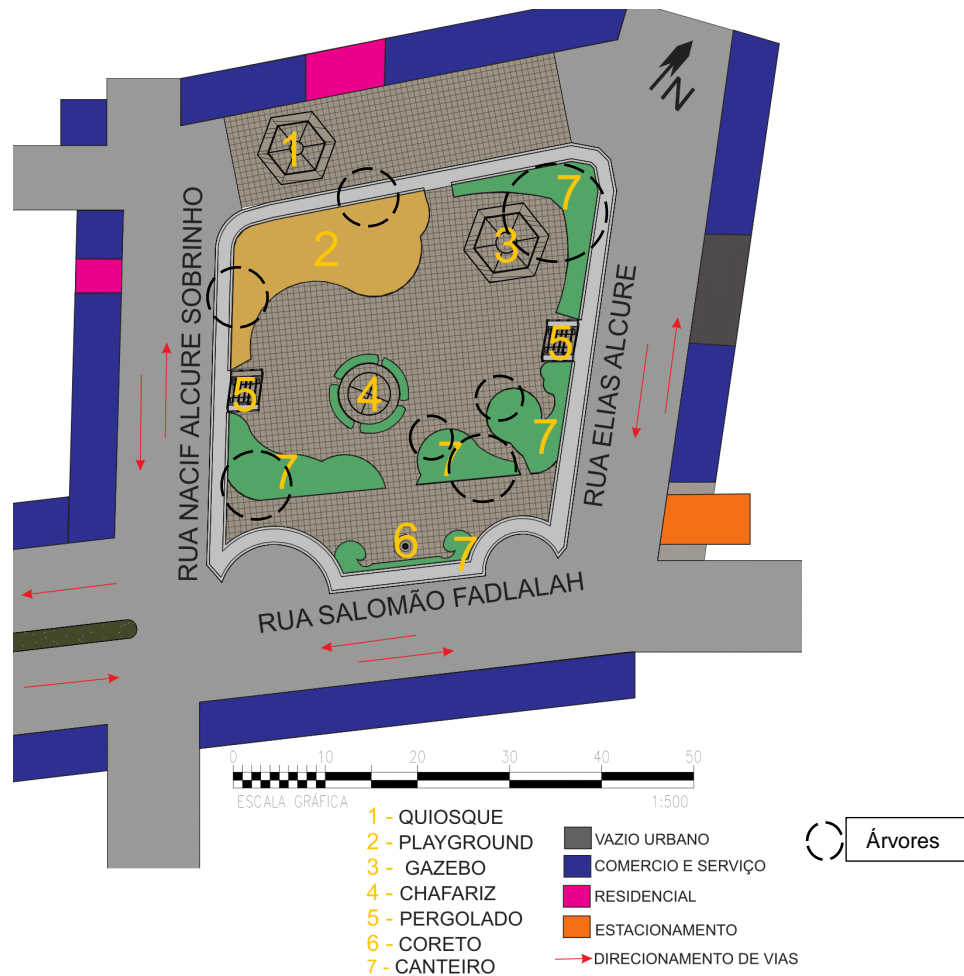 N
1
7
2
3
RUA NACIF ALCURE SOBRINHO
RUA ELIAS ALCURE
5
5
4
7
7
7
6
7
RUA SALOMÃO FADLALAH
0 10 20 30 40 50
ESCALA GRÁFICA 1:500
1 - QUIOSQUE
2 - PLAYGROUND
3 - GAZEBO
4 - CHAFARIZ
5 - PERGOLADO
6 - CORETO
7 - CANTEIRO
VAZIO URBANO
COMERCIO E SERVIÇO
RESIDENCIAL
ESTACIONAMENTO
DIRECIONAMENTO DE VIAS
Árvores